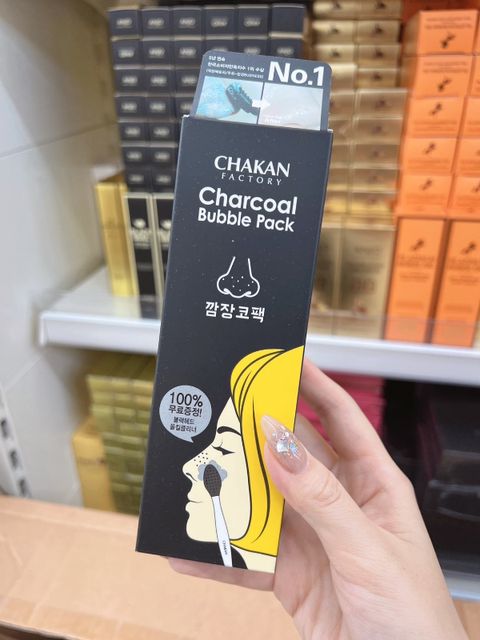 No.1
CHAKAN
FACTORY
Charcoal
Bubble Pack
깜장코팩
100%
무료증정!
블랙헤드
올킬클리너
CHAKAN